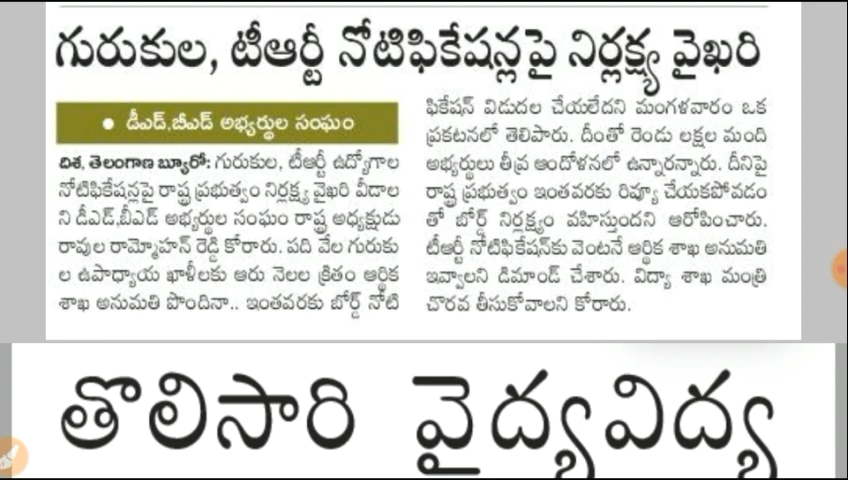 గురుకుల, టీఆర్టీ నోటిఫికేషన్లపై నిర్లక్ష్య వైఖరి
• డీఎడ్,బీఎడ్ అభ్యర్థుల సంఘం
దిశ, తెలంగాణ బ్యూరో: గురుకుల, టీఆర్టీ ఉద్యోగాల
నోటిఫికేషన్లపై రాష్ట్ర ప్రభుత్వం నిర్లక్ష్య వైఖరి వీడాల
ని డీఎడ్,బీఎడ్ అభ్యర్థుల సంఘం రాష్ట్ర అధ్యక్షుడు
రావుల రామ్మోహన్ రెడ్డి కోరారు. పది వేల గురుకు
ల ఉపాధ్యాయ ఖాళీలకు ఆరు నెలల క్రితం ఆర్థిక
శాఖ అనుమతి పొందినా.. ఇంతవరకు బోర్డ్ నోటి
ఫికేషన్ విడుదల చేయలేదని మంగళవారం ఒక
ప్రకటనలో తెలిపారు. దీంతో రెండు లక్షల మంది
అభ్యర్థులు తీవ్ర ఆందోళనలో ఉన్నారన్నారు. దీనిపై
రాష్ట్ర ప్రభుత్వం ఇంతవరకు రివ్యూ చేయకపోవడం
తో బోర్డ్ నిర్లక్ష్యం వహిస్తుందని ఆరోపించారు.
టీఆర్టీ నోటిఫికేషన్‌కు వెంటనే ఆర్థిక శాఖ అనుమతి
ఇవ్వాలని డిమాండ్ చేశారు. విద్యా శాఖ మంత్రి
చొరవ తీసుకోవాలని కోరారు.
తొలిసారి వైద్యవిద్య